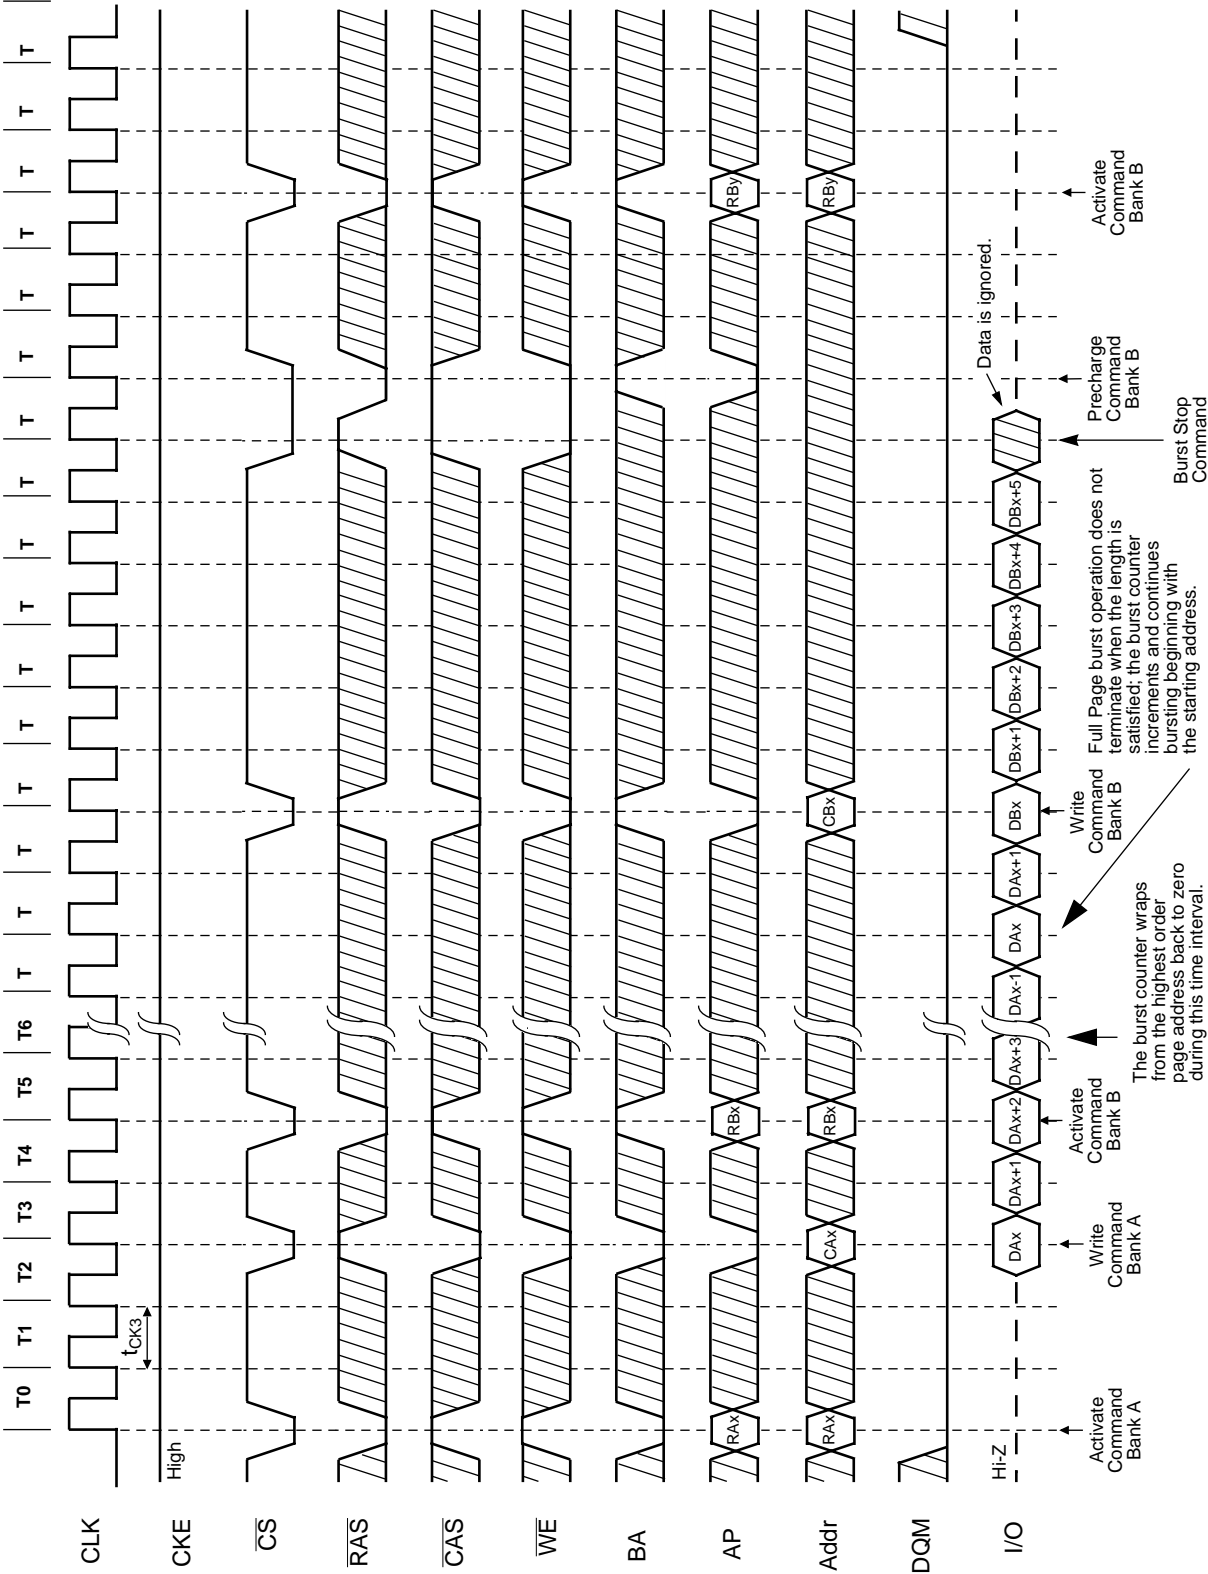 T0 T1 T2 T3 T4 T5 T6 T T T T T T T T T T T T T T T T
CLK
tCK3
CKE
High
CS
RAS
CAS
WE
BA
AP
RAx RBx RBy
Addr
RAx CAx RBx CBx RBy
DQM
I/O
Hi-Z
DAx DAx+1 DAx+2 DAx+3 DAx-1 DAx DAx+1 DBx DBx+1 DBx+2 DBx+3 DBx+4 DBx+5
Data is ignored.
Activate
Command
Bank A
Write
Command
Bank A
Activate
Command
Bank B
The burst counter wraps
from the highest order
page address back to zero
during this time interval.
Write
Command
Bank B
Full Page burst operation does not
terminate when the length is
satisfied; the burst counter
increments and continues
bursting beginning with
the starting address.
Burst Stop
Command
Precharge
Command
Bank B
Activate
Command
Bank B